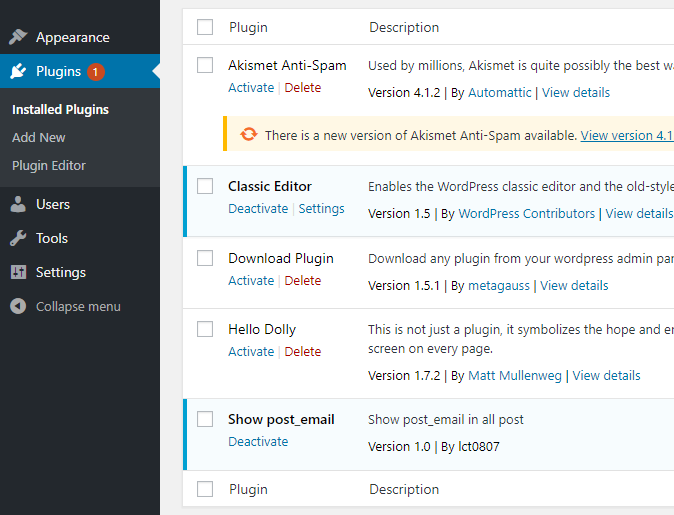 Appearance
Plugins 1
Installed Plugins
Add New
Plugin Editor
Users
Tools
Settings
Collapse menu
Plugin Description
Akismet Anti-Spam Used by millions, Akismet is quite possibly the best
Activate | Delete
Version 4.1.2 | By Automattic | View details
There is a new version of Akismet Anti-Spam available. View version 4.1
Classic Editor Enables the WordPress classic editor and the old-style
Deactivate | Settings
Version 1.5 | By WordPress Contributors | View details
Download Plugin Download any plugin from your wordpress admin
Activate | Delete
Version 1.5.1 | By metagauss | View details
Hello Dolly This is not just a plugin, it symbolizes the hope and
Activate | Delete
screen on every page.
Version 1.7.2 | By Matt Mullenweg | View details
Show post_email Show post_email in all post
Deactivate
Version 1.0 | By lct0807
Plugin Description